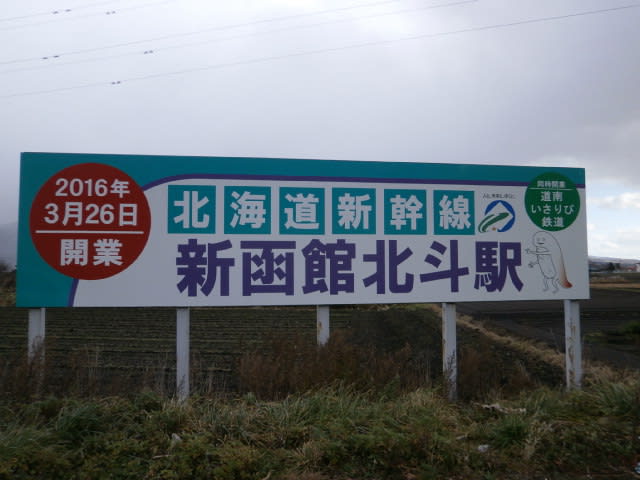 2016年
3月26日
開業
北海道新幹線
新函館北斗駅
同時開業
道南
いさりび
鉄道